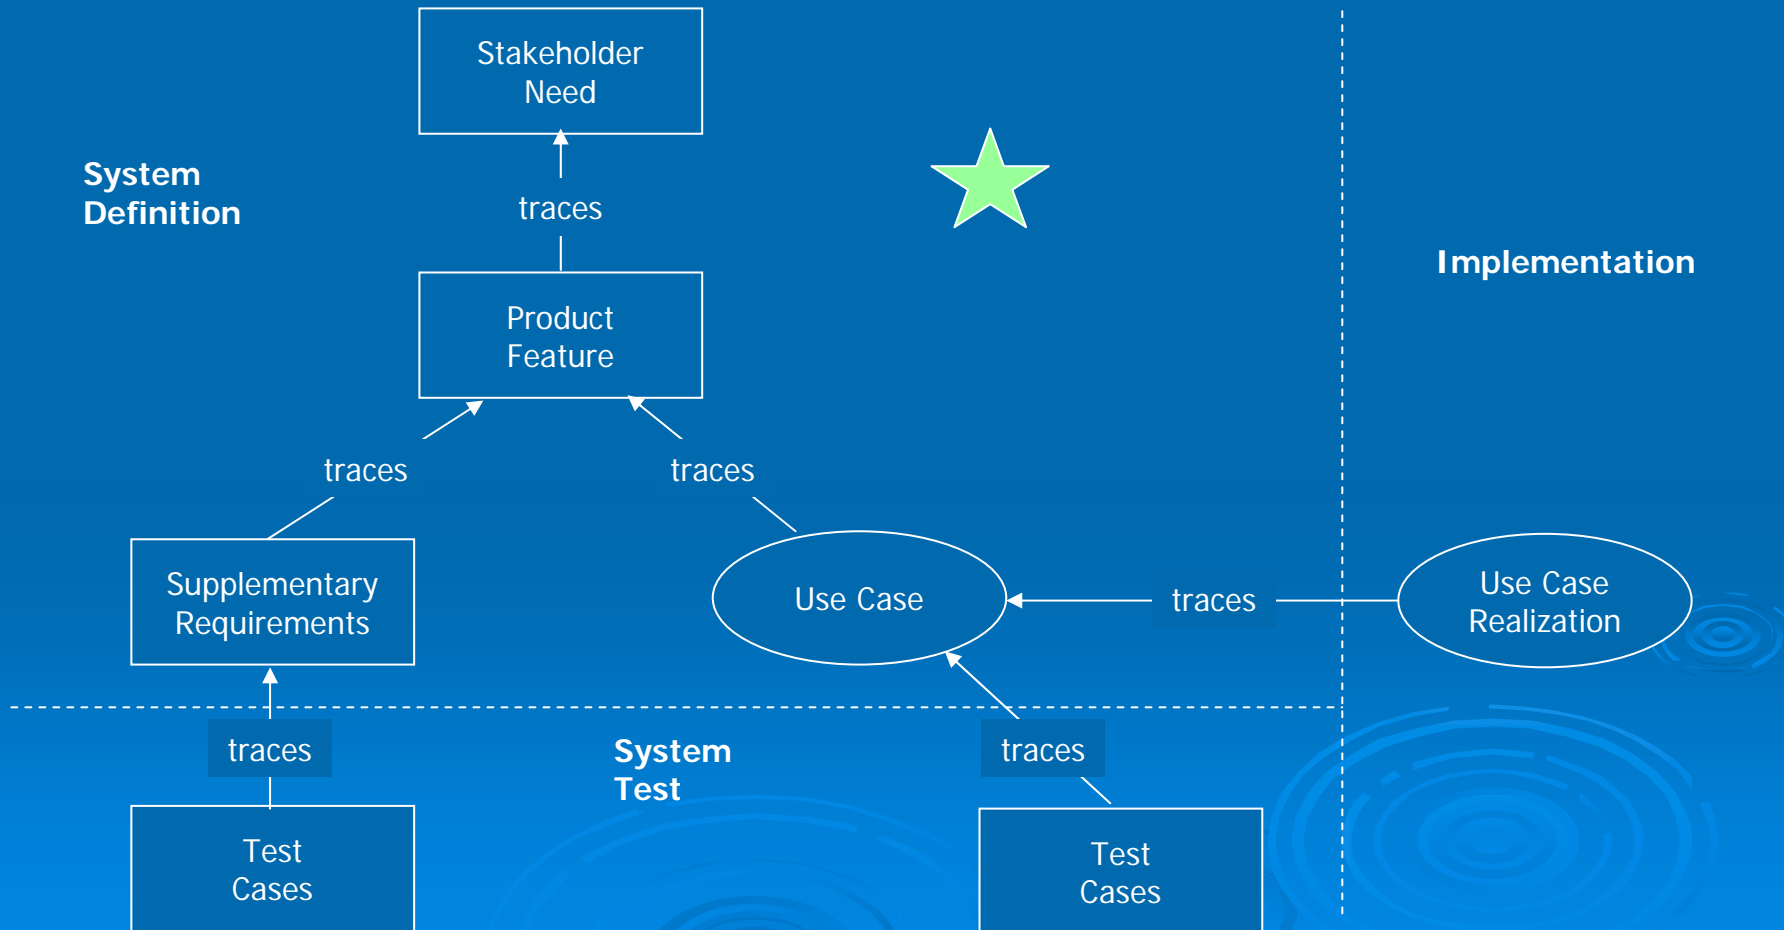 Stakeholder
Need
System
Definition
traces
Implementation
Product
Feature
traces
traces
Supplementary
Requirements
Use Case
traces
Use Case
Realization
traces
System
Test
traces
Test
Cases
Test
Cases